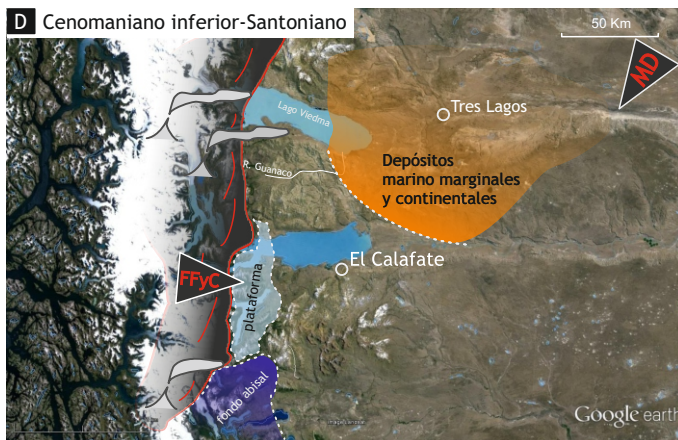 D Cenomaniano inferior-Santoniano
50 Km
MD
Tres Lagos
Lago Viedma
R. Guanaco
Depósitos
marino marginales
y continentales
El Calafate
FFyC
plataforma
fondo abisal
Google earth